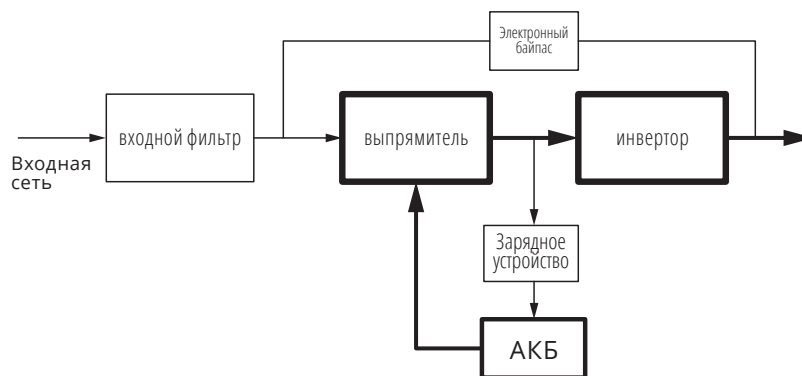 Электронный
байпас
входной фильтр
выпрямитель
инвертор
Входная
сеть
Зарядное
устройство
АКБ